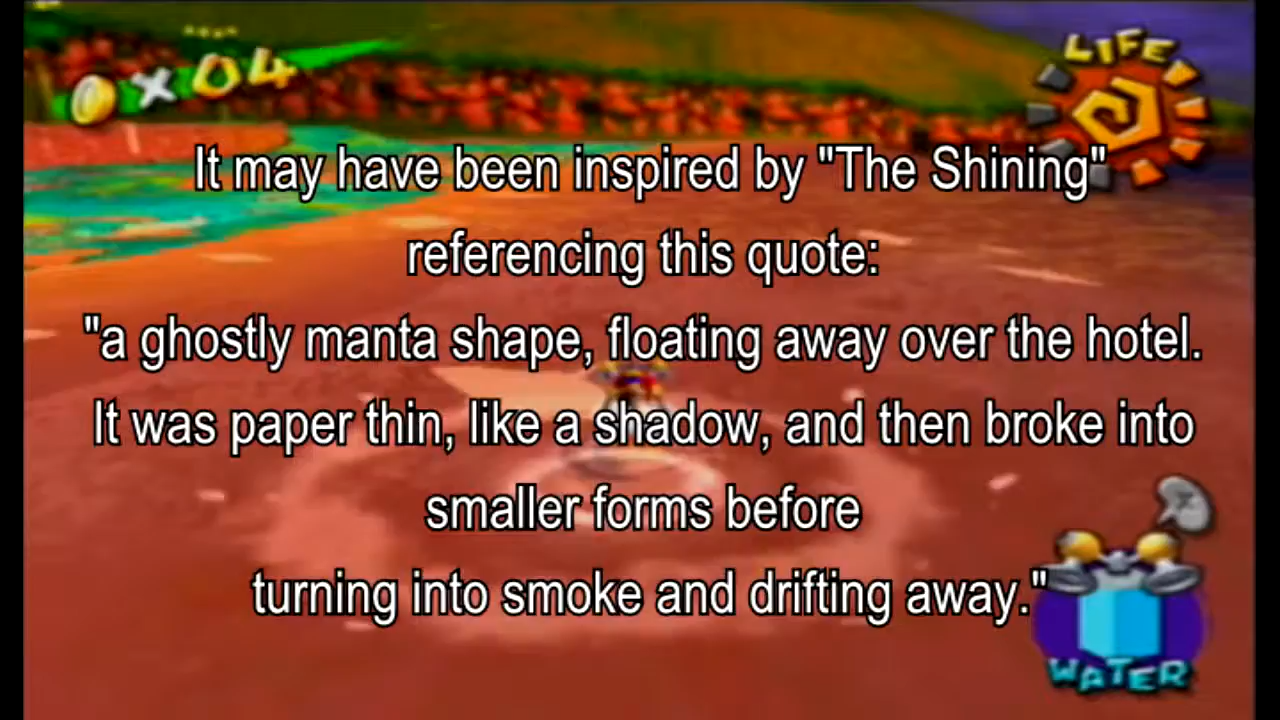 0×04
LIFE
It may have been inspired by "The Shining"
referencing this quote:
"a ghostly manta shape, floating away over the hotel.
It was paper thin, like a shadow, and then broke into
smaller forms before
turning into smoke and drifting away."
WATER